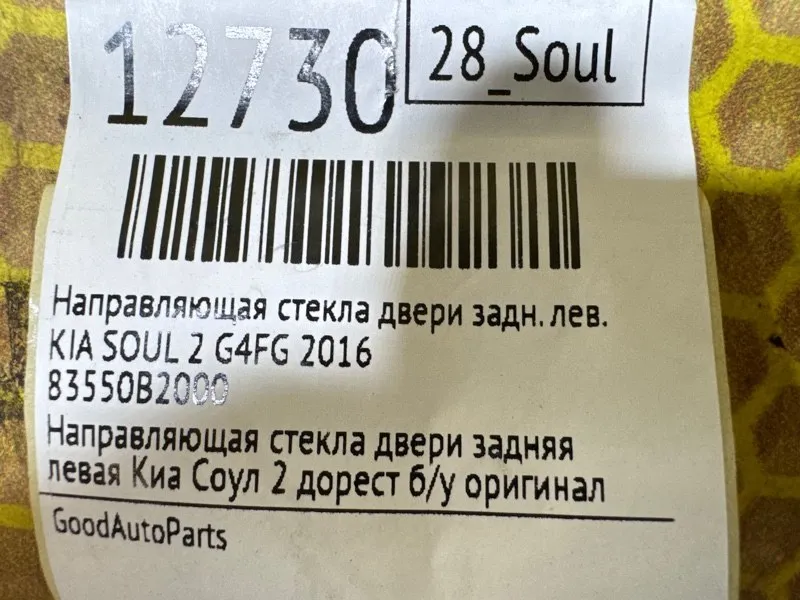 12730
28_Soul
Направляющая стекла двери задн. лев.
KIA SOUL 2 G4FG 2016
83550B2000
Направляющая стекла двери задняя
левая Киа Соул 2 дорест б/у оригинал
GoodAutoParts